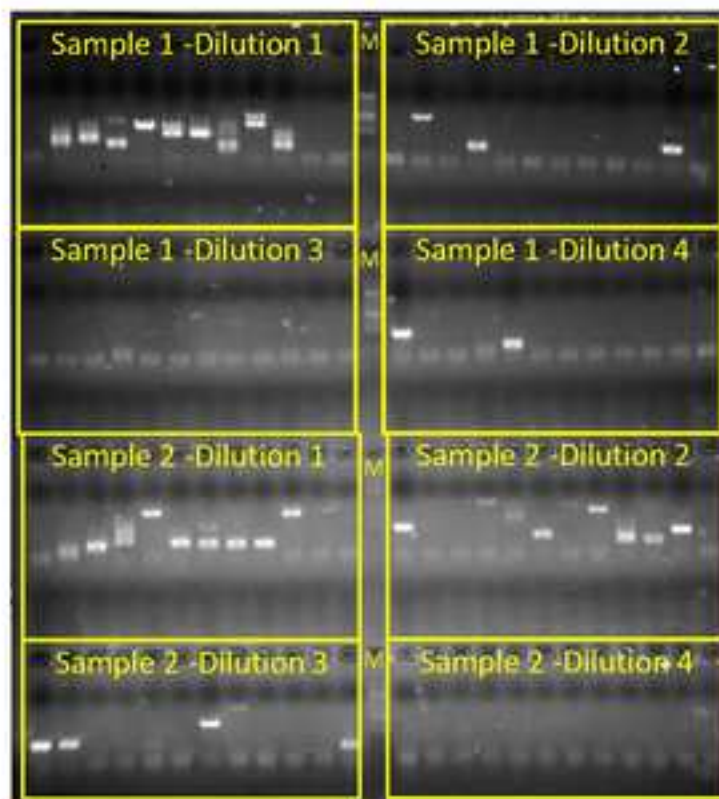 Sample 1 -Dilution 1
M
Sample 1 -Dilution 2
Sample 1 -Dilution 3
M
Sample 1 -Dilution 4
Sample 2 -Dilution 1
M
Sample 2 -Dilution 2
Sample 2 -Dilution 3
M
Sample 2 -Dilution 4